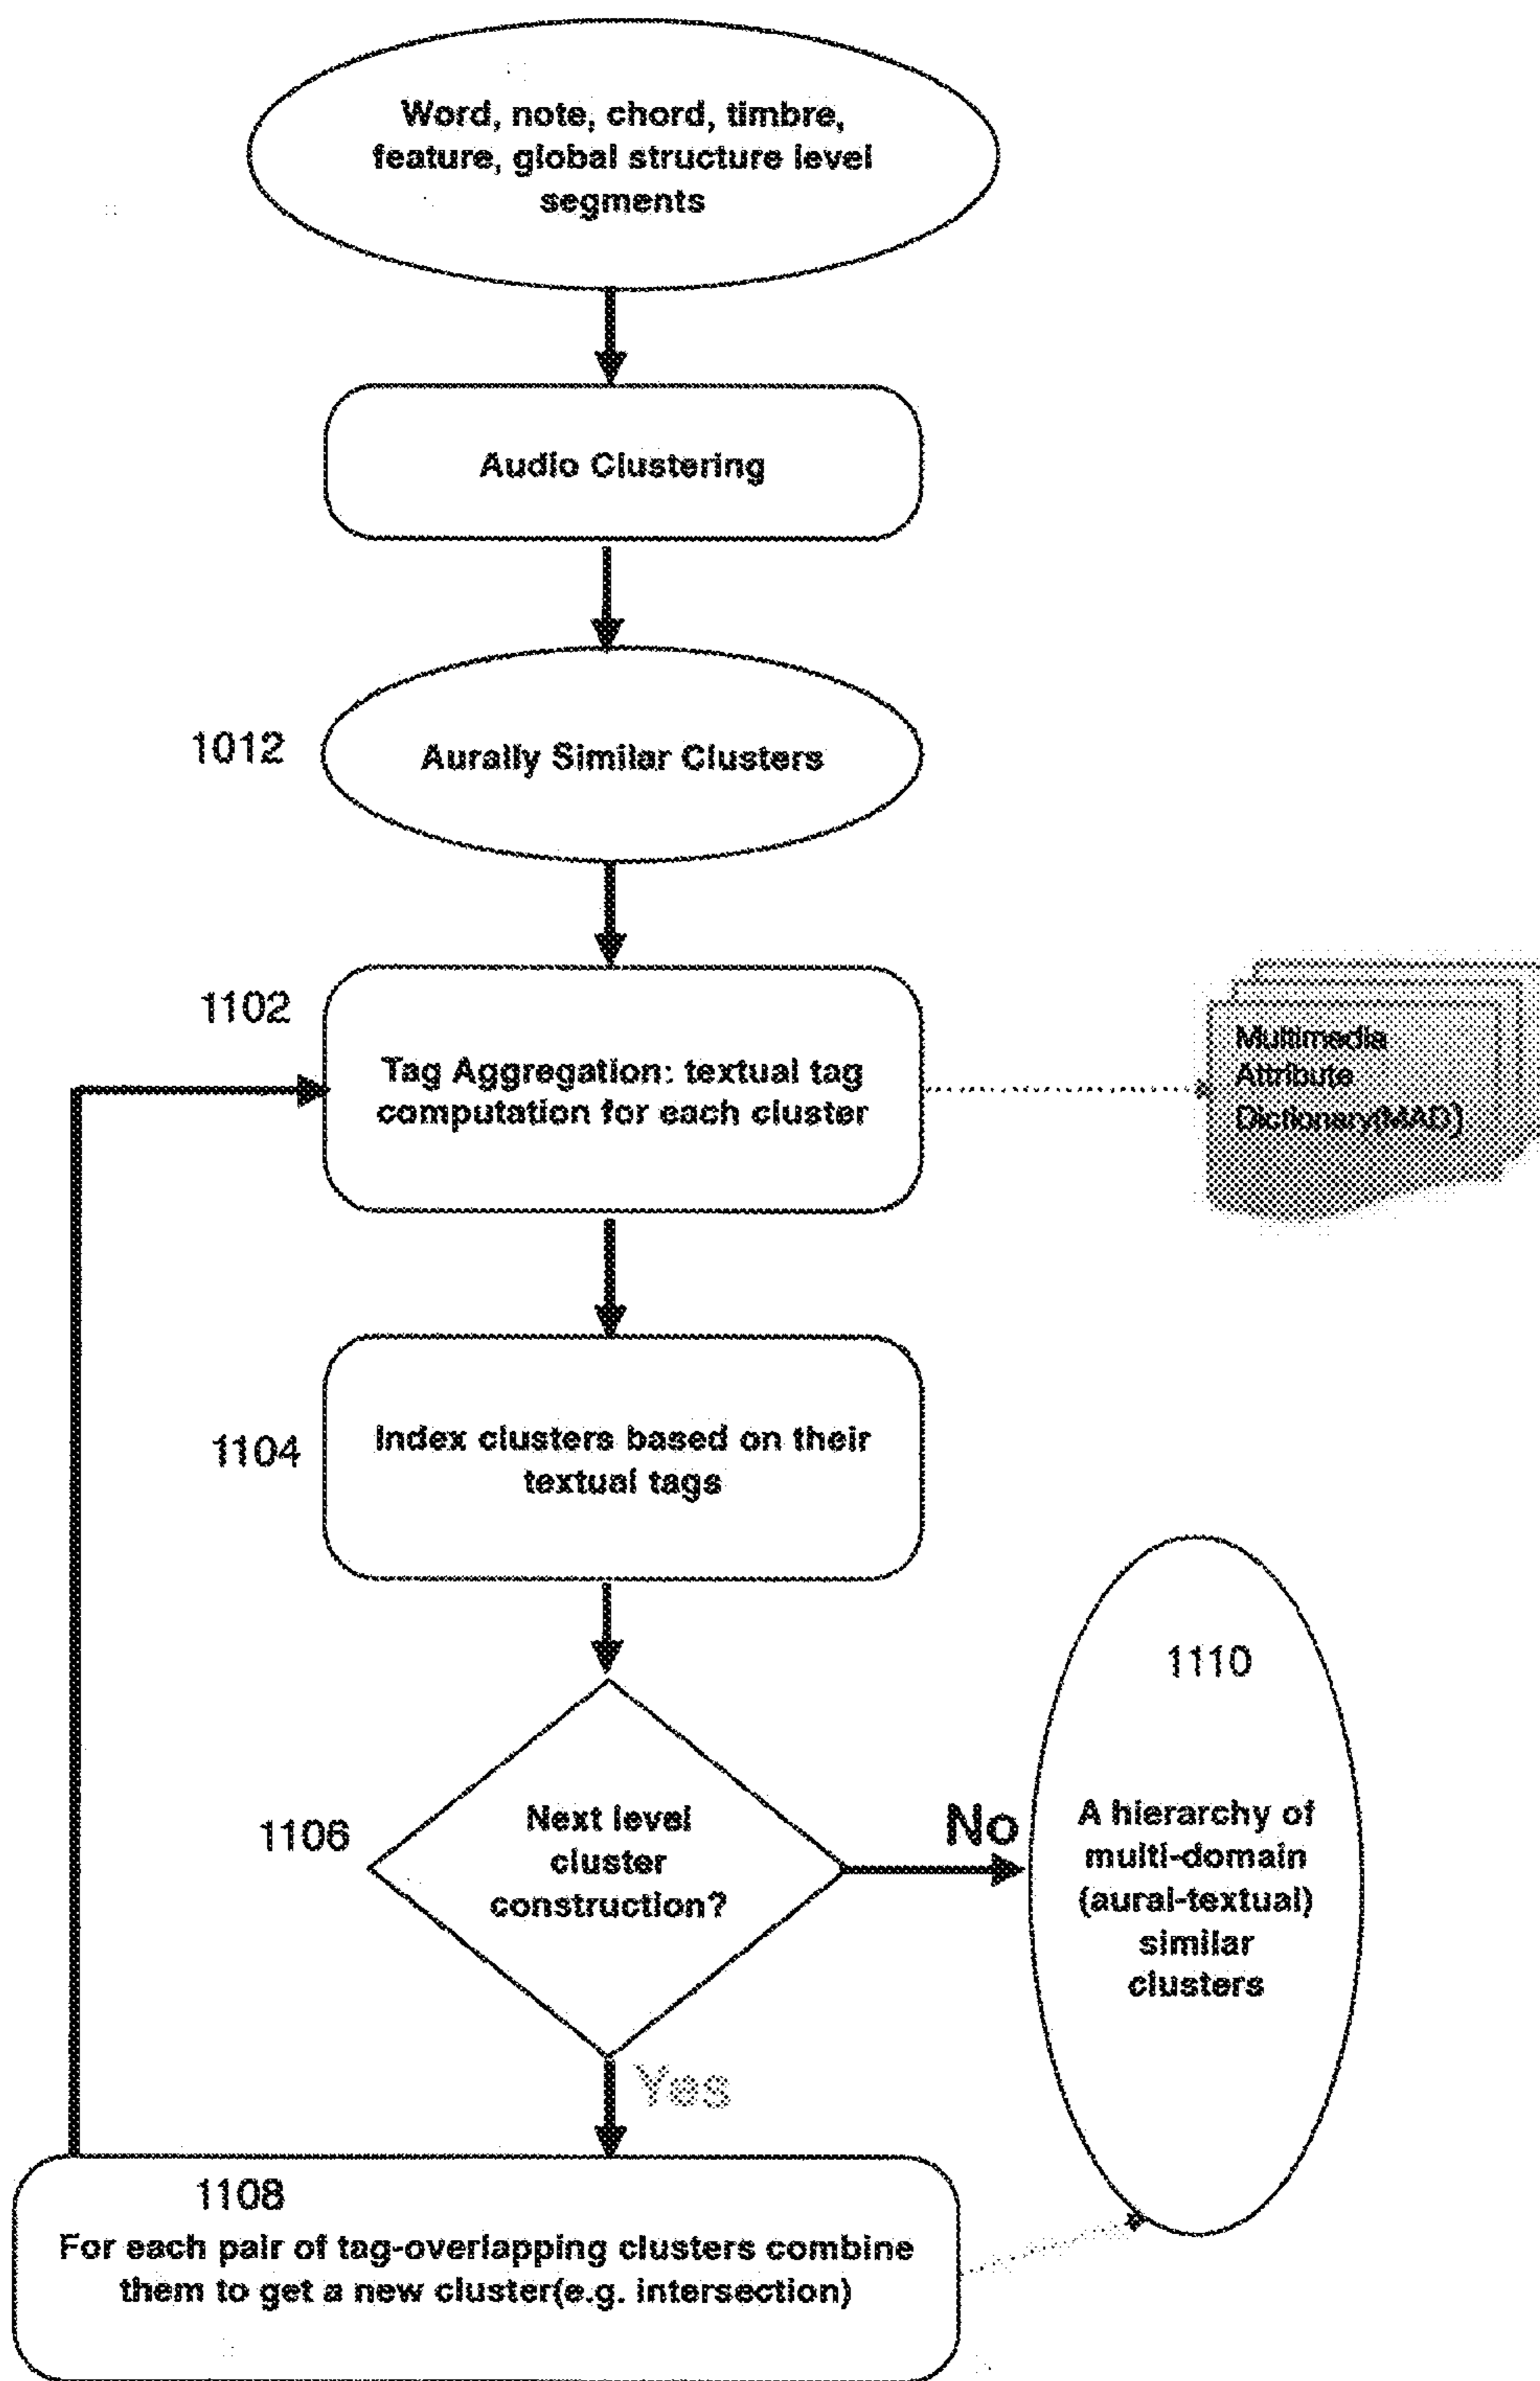 Word, note, chord, timbre,
feature, global structure level
segments
Audio Clustering
1012
Aurally Similar Clusters
1102
Tag Aggregation: textual tag
computation for each cluster
Multimedia
Attribute
Dictionary(MAD)
1104
Index clusters based on their
textual tags
1106
Next level
cluster
construction?
No
1110
A hierarchy of
multi-domain
(aural-textual)
similar
clusters
Yes
1108
For each pair of tag-overlapping clusters combine
them to get a new cluster(e.g. intersection)